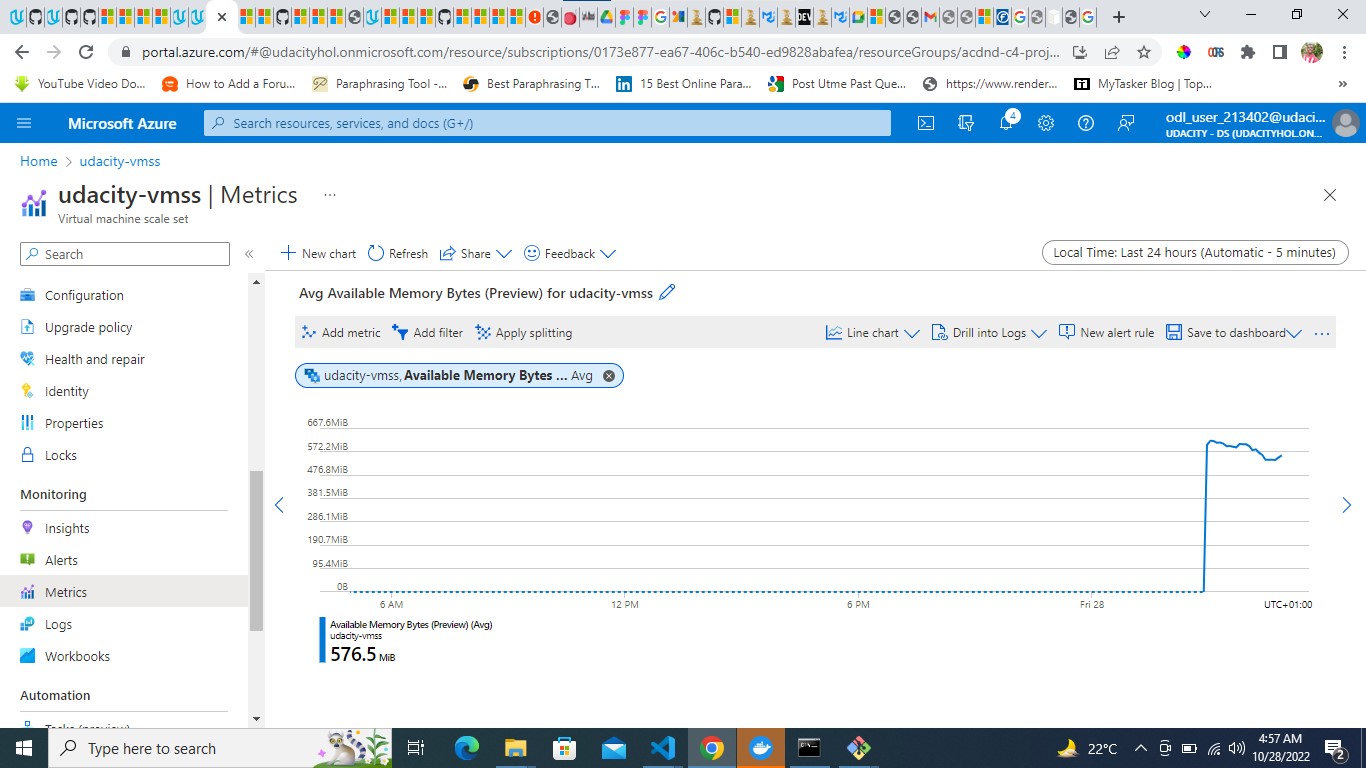 portal.azure.com/#@udacityhol.onmicrosoft.com/resource/subscriptions/0173e877-ea67-406c-b540-ed9828abafea/resourceGroups/acdnd-c4-proj...
YouTube Video Do...
How to Add a Foru...
Paraphrasing Tool -...
Best Paraphrasing T...
15 Best Online Para...
Post Utme Past Que...
https://www.render...
MyTasker Blog | Top...
»
Microsoft Azure
Search resources, services, and docs (G+/)
4
odl_user_213402@udaci...
UDACITY - DS (UDACITYHOL.ON...
Home > udacity-vmss
udacity-vmss | Metrics ...
Virtual machine scale set
Search
«
New chart
Refresh
Share
Feedback
Local Time: Last 24 hours (Automatic - 5 minutes)
Configuration
Upgrade policy
Health and repair
Identity
Properties
Locks
Monitoring
Insights
Alerts
Metrics
Logs
Workbooks
Automation
Tasks (preview)
Avg Available Memory Bytes (Preview) for udacity-vmss
Add metric
Add filter
Apply splitting
Line chart
Drill into Logs
New alert rule
Save to dashboard
...
udacity-vmss, Available Memory Bytes ... Avg
667.6MiB
572.2MiB
476.8MiB
381.5MiB
286.1MiB
190.7MiB
95.4MiB
0B
6 AM
12 PM
6 PM
Fri 28
UTC+01:00
Available Memory Bytes (Preview) (Avg)
udacity-vmss
576.5 MiB
Type here to search
22°C
4:57 AM
10/28/2022
2